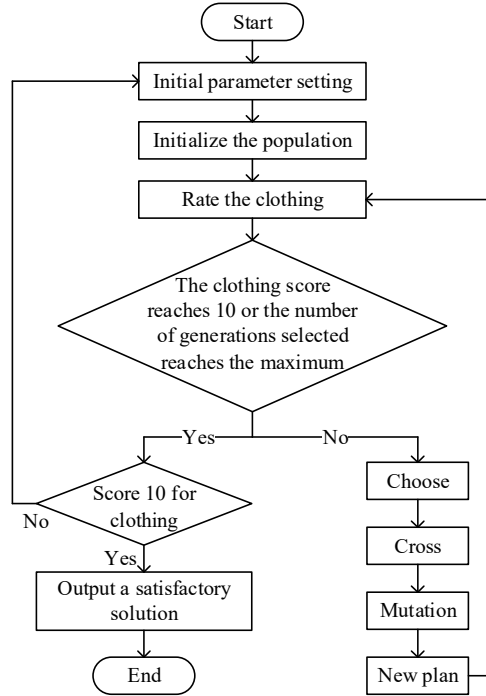 Start
Initial parameter setting
Initialize the population
Rate the clothing
The clothing score
reaches 10 or the number
of generations selected
reaches the maximum
Yes
No
Score 10 for
clothing
No
Yes
Output a satisfactory
solution
End
Choose
Cross
Mutation
New plan